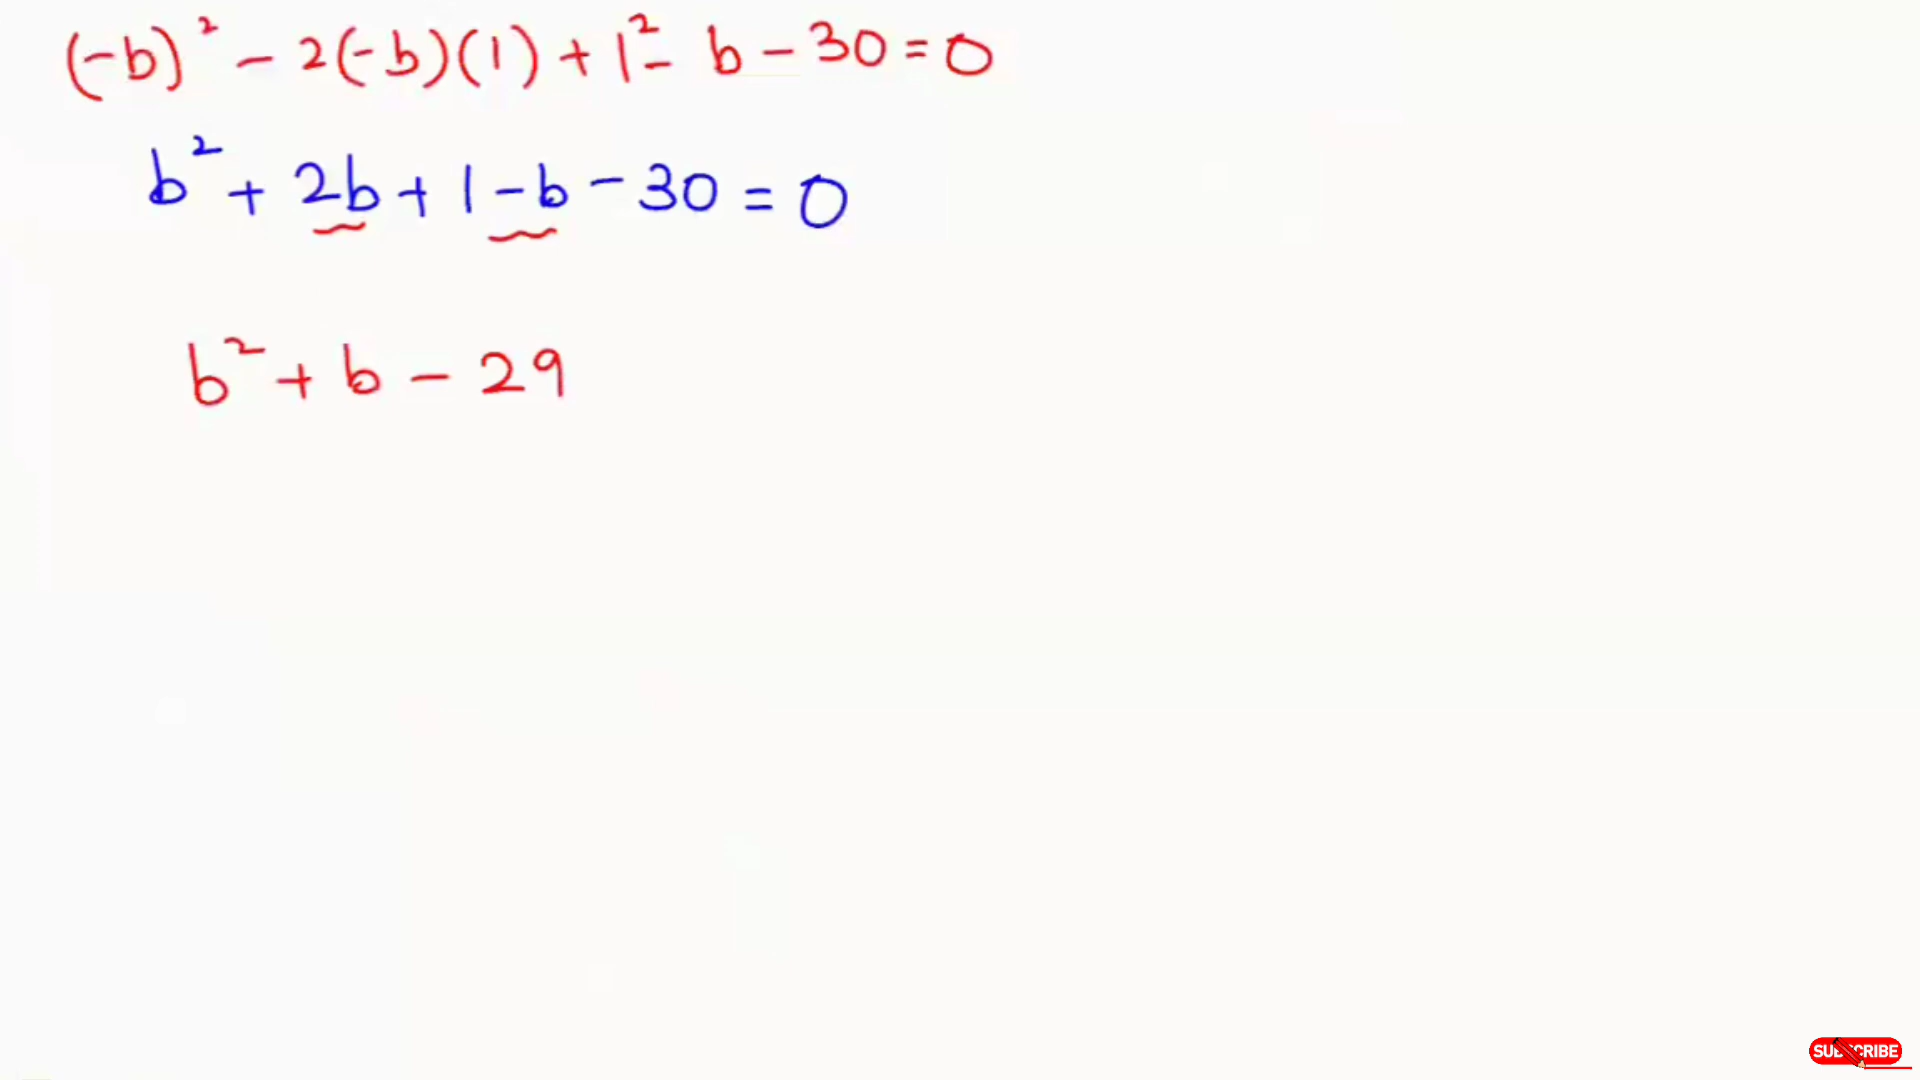 (-b)² - 2(-b)(1) + 1² - b - 30 = 0
b² + 2b + 1 - b - 30 = 0
b² + b - 29
SUBSCRIBE